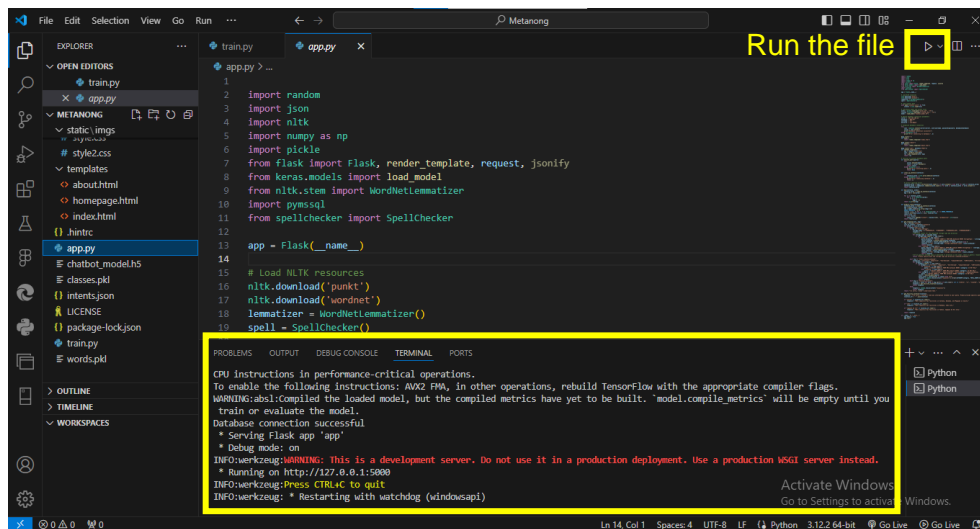 File Edit Selection View Go Run ···
Metanong
EXPLORER ···
train.py app.py ×
Run the file
OPEN EDITORS
train.py
× app.py
METANONG
static\imgs
style.css
# style2.css
templates
<> about.html
<> homepage.html
<> index.html
{} .hintrc
app.py
chatbot_model.h5
classes.pkl
{} intents.json
LICENSE
{} package-lock.json
train.py
words.pkl
OUTLINE
TIMELINE
WORKSPACES
app.py > ...
1
2 import random
3 import json
4 import nltk
5 import numpy as np
6 import pickle
7 from flask import Flask, render_template, request, jsonify
8 from keras.models import load_model
9 from nltk.stem import WordNetLemmatizer
10 import pymssql
11 from spellchecker import SpellChecker
12
13 app = Flask(__name__)
14
15 # Load NLTK resources
16 nltk.download('punkt')
17 nltk.download('wordnet')
18 lemmatizer = WordNetLemmatizer()
19 spell = SpellChecker()
PROBLEMS OUTPUT DEBUG CONSOLE TERMINAL PORTS
CPU instructions in performance-critical operations.
To enable the following instructions: AVX2 FMA, in other operations, rebuild TensorFlow with the appropriate compiler flags.
WARNING:absl:Compiled the loaded model, but the compiled metrics have yet to be built. `model.compile_metrics` will be empty until you
train or evaluate the model.
Database connection successful
* Serving Flask app 'app'
* Debug mode: on
INFO:werkzeug:WARNING: This is a development server. Do not use it in a production deployment. Use a production WSGI server instead.
* Running on http://127.0.0.1:5000
INFO:werkzeug:Press CTRL+C to quit
INFO:werkzeug: * Restarting with watchdog (windowsapi)
Python
Python
Activate Windows
Go to Settings to activate Windows.
0 0 0 Ln 14, Col 1 Spaces: 4 UTF-8 LF Python 3.12.2 64-bit Go Live Go Live